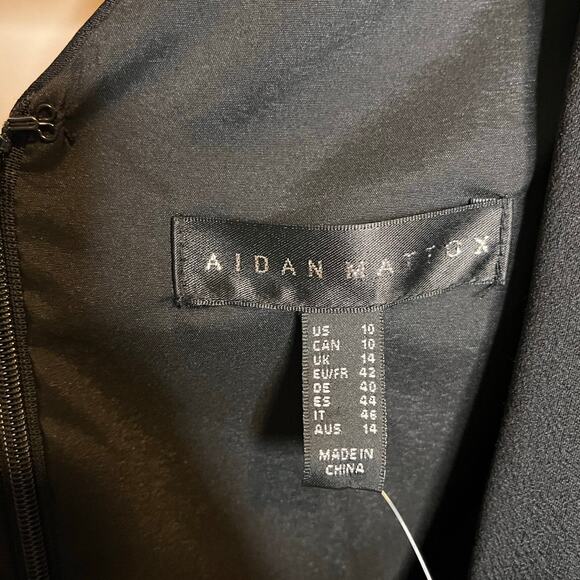 AIDAN MATTOX
US 10
CAN 10
UK 14
EU/FR 42
DE 40
ES 44
IT 46
AUS 14
MADE IN
CHINA